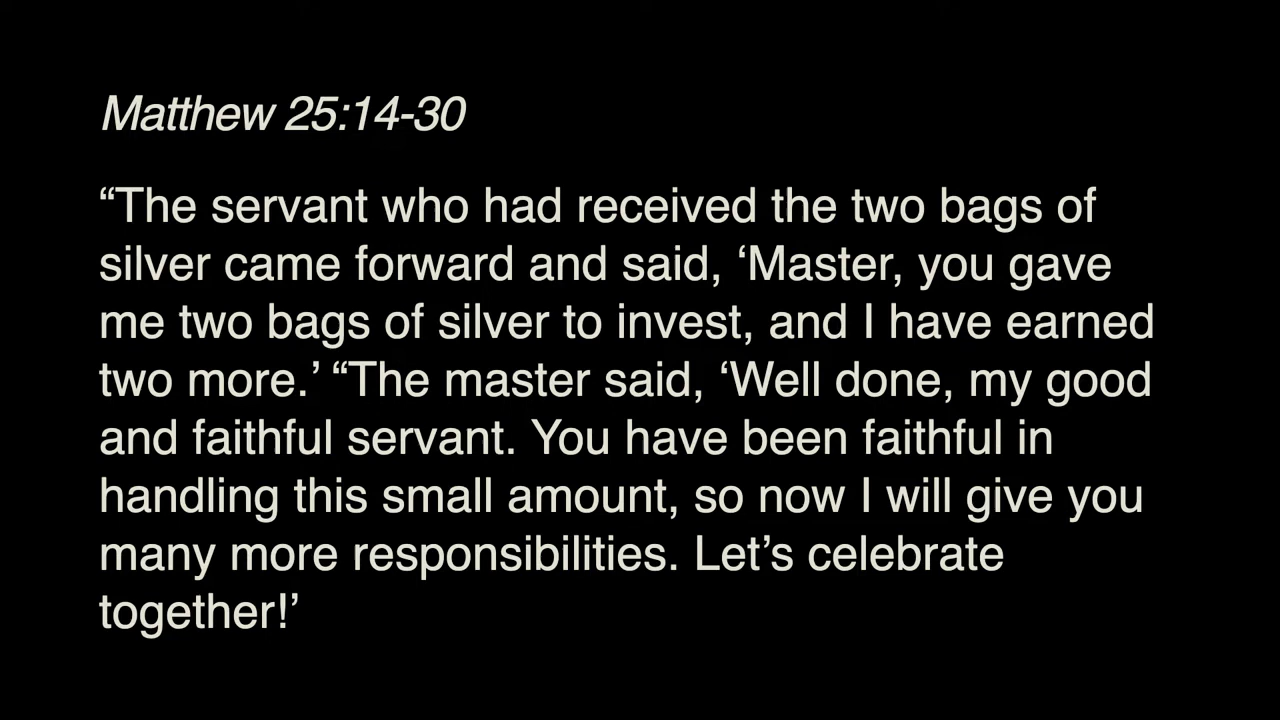 Matthew 25:14-30
“The servant who had received the two bags of
silver came forward and said, ‘Master, you gave
me two bags of silver to invest, and I have earned
two more.’ “The master said, ‘Well done, my good
and faithful servant. You have been faithful in
handling this small amount, so now I will give you
many more responsibilities. Let’s celebrate
together!’